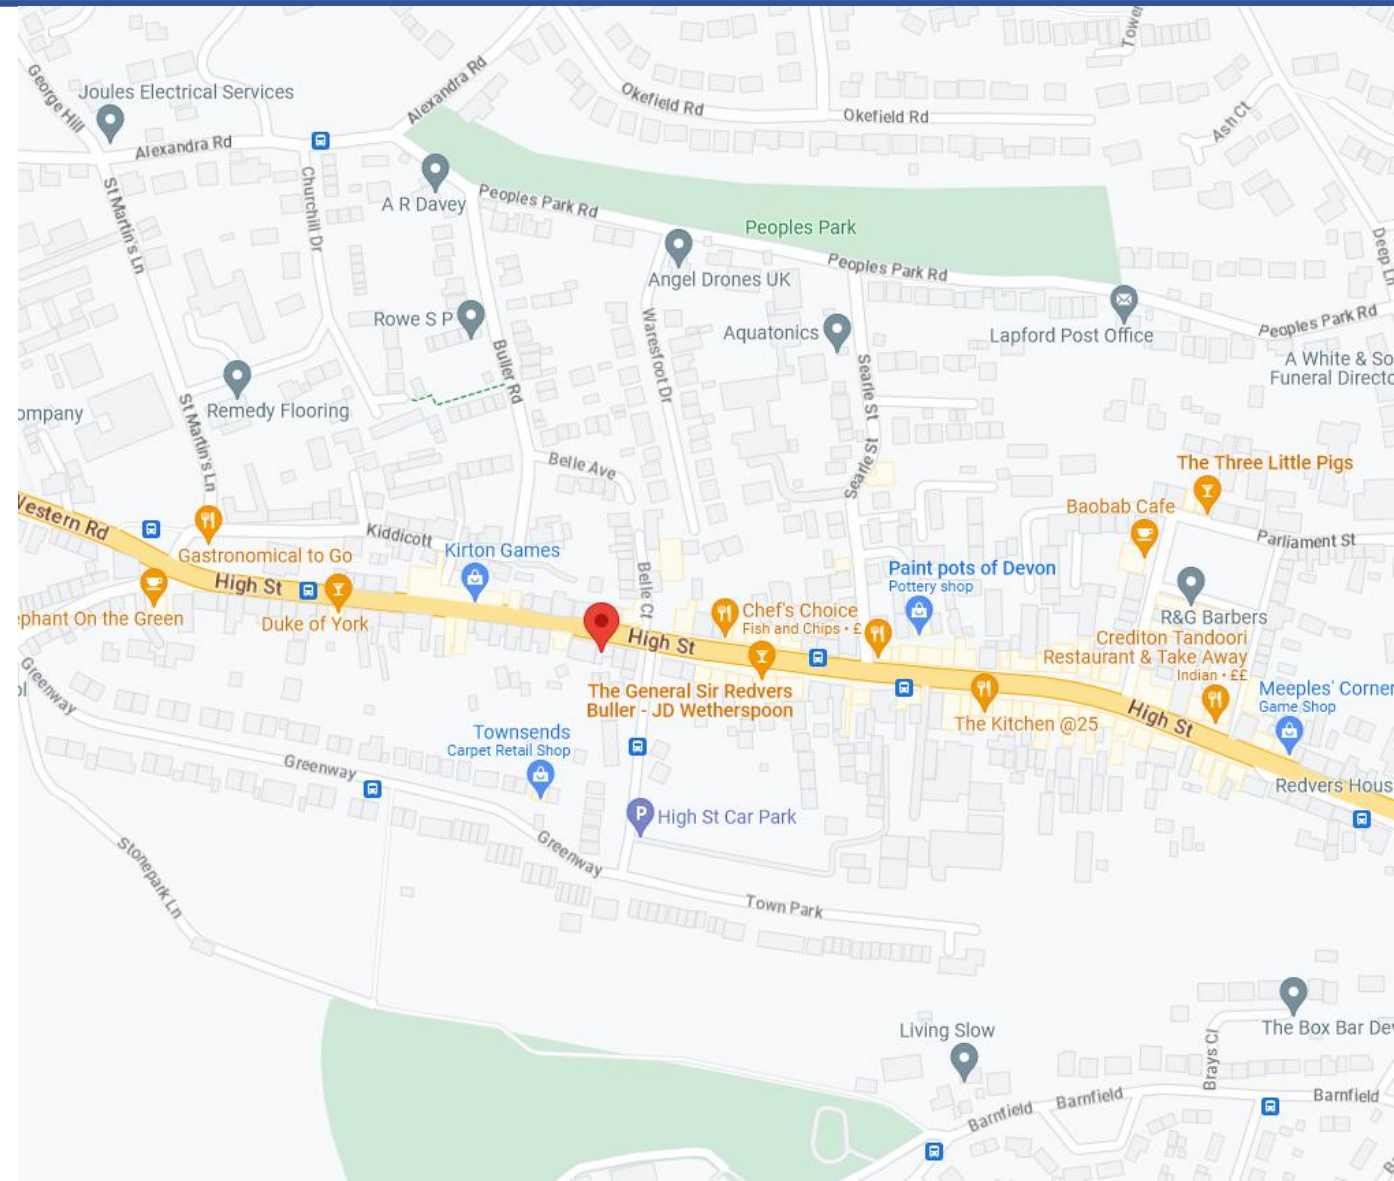 Tower
George Hill
Joules Electrical Services
Alexandra Rd
Okefield Rd
Okefield Rd
Ash Ct
Alexandra Rd
St Martin's Ln
Churchill Dr
A R Davey
Peoples Park Rd
Peoples Park
Deep Ln
Peoples Park Rd
Angel Drones UK
Rowe S P
Buller Rd
Waresfoot Dr
Aquatonics
Searle St
Lapford Post Office
Peoples Park Rd
A White & So
Funeral Directo
ompany
St Martin's Ln
Remedy Flooring
Belle Ave
Searle St
The Three Little Pigs
Baobab Cafe
Western Rd
Kiddicott
Parliament St
Gastronomical to Go
Kirton Games
Belle Ct
Paint pots of Devon
Pottery shop
High St
ephant On the Green
Duke of York
Chef's Choice
Fish and Chips • £
R&G Barbers
High St
Crediton Tandoori
Restaurant & Take Away
Indian • ££
Greenway
ol
The General Sir Redvers
Buller - JD Wetherspoon
The Kitchen @25
High St
Meeples' Corner
Game Shop
Townsends
Carpet Retail Shop
Greenway
Redvers Hous
P
High St Car Park
Greenway
Stonepark Ln
Town Park
Living Slow
The Box Bar De
Brays Cl
Barnfield
Barnfield
Barnfield